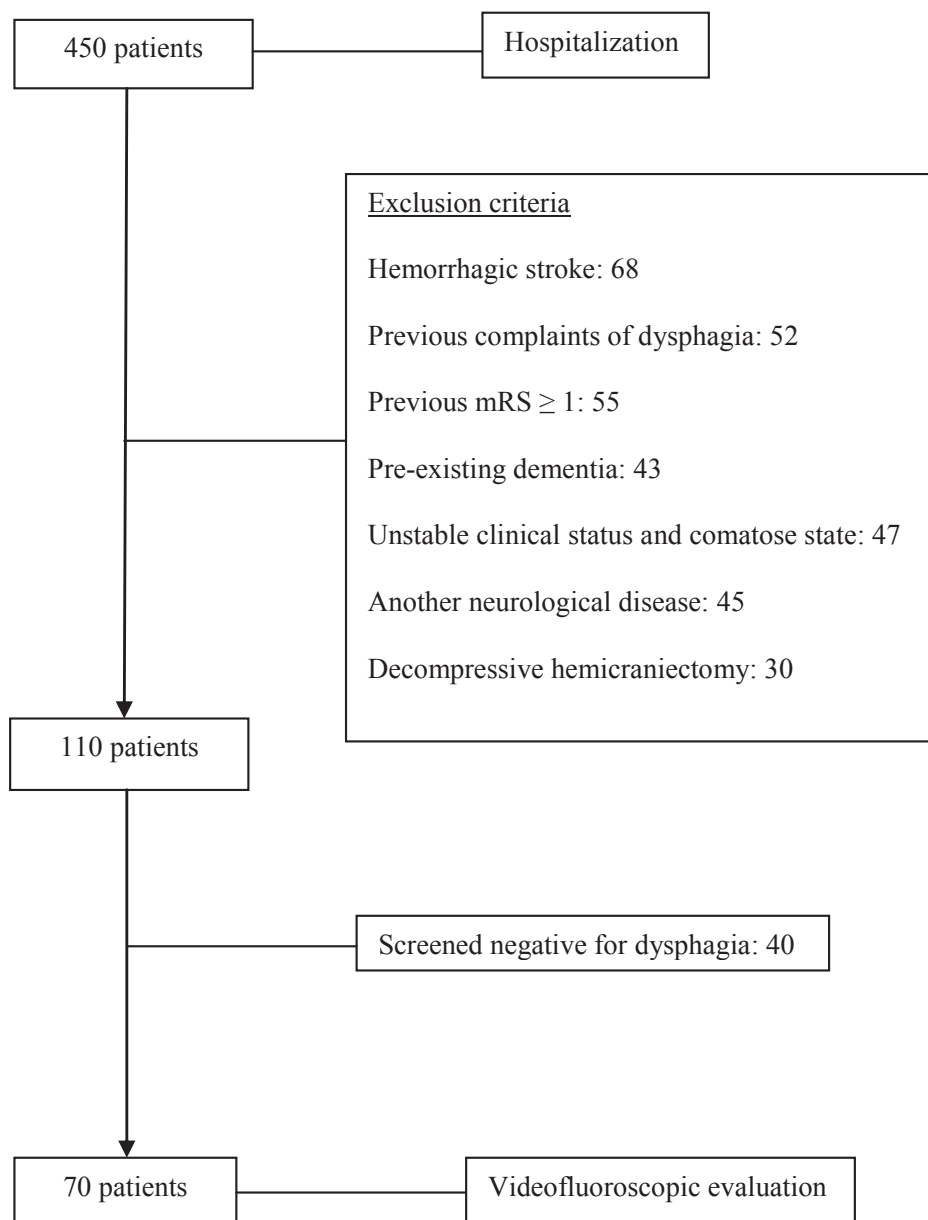 450 patients
Hospitalization
Exclusion criteria
Hemorrhagic stroke: 68
Previous complaints of dysphagia: 52
Previous mRS ≥ 1: 55
Pre-existing dementia: 43
Unstable clinical status and comatose state: 47
Another neurological disease: 45
Decompressive hemicraniectomy: 30
110 patients
Screened negative for dysphagia: 40
70 patients
Videofluoroscopic evaluation